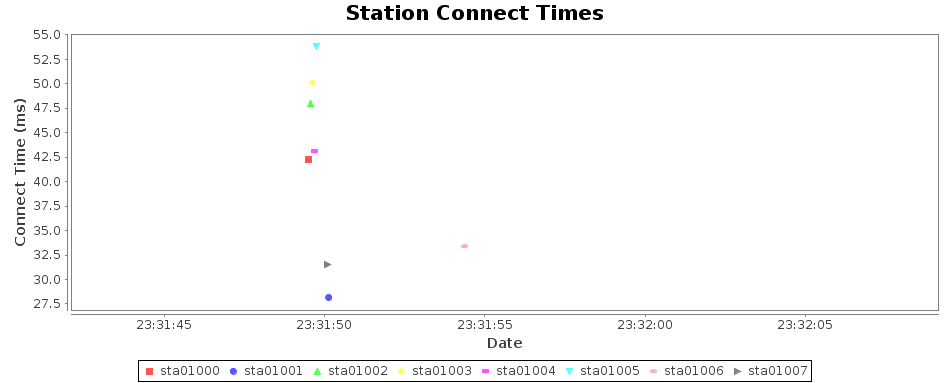 Station Connect Times
Connect Time (ms)
55.0
52.5
50.0
47.5
45.0
42.5
40.0
37.5
35.0
32.5
30.0
27.5
23:31:45 23:31:50 23:31:55 23:32:00 23:32:05
Date
sta01000 sta01001 sta01002 sta01003 sta01004 sta01005 sta01006 sta01007